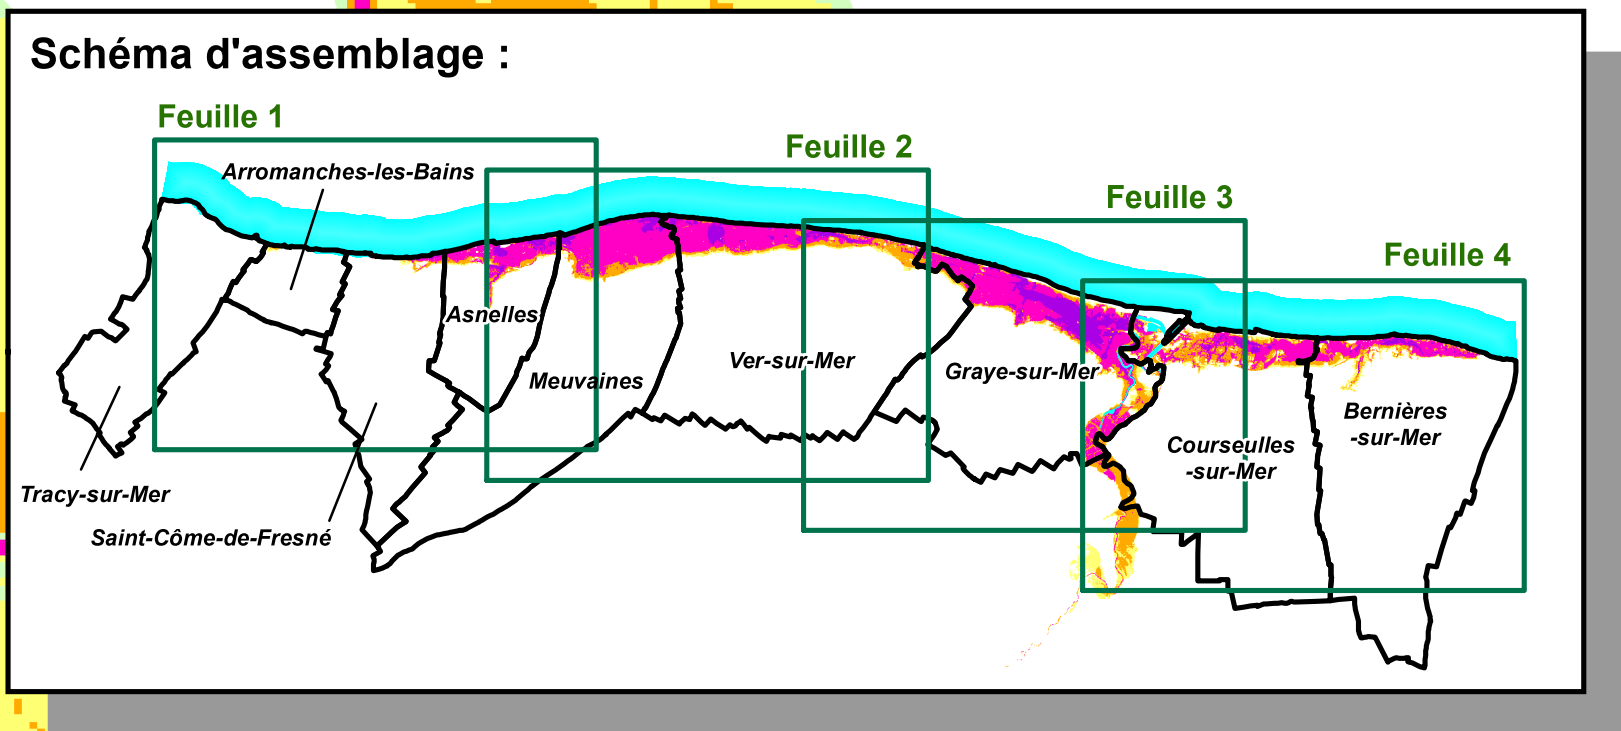 Schéma d'assemblage :
Feuille 1
Feuille 2
Arromanches-les-Bains
Feuille 3
Feuille 4
Asnelles
Ver-sur-Mer
Graye-sur-Mer
Meuvaines
Bernières
-sur-Mer
Courseulles
-sur-Mer
Tracy-sur-Mer
Saint-Côme-de-Fresné